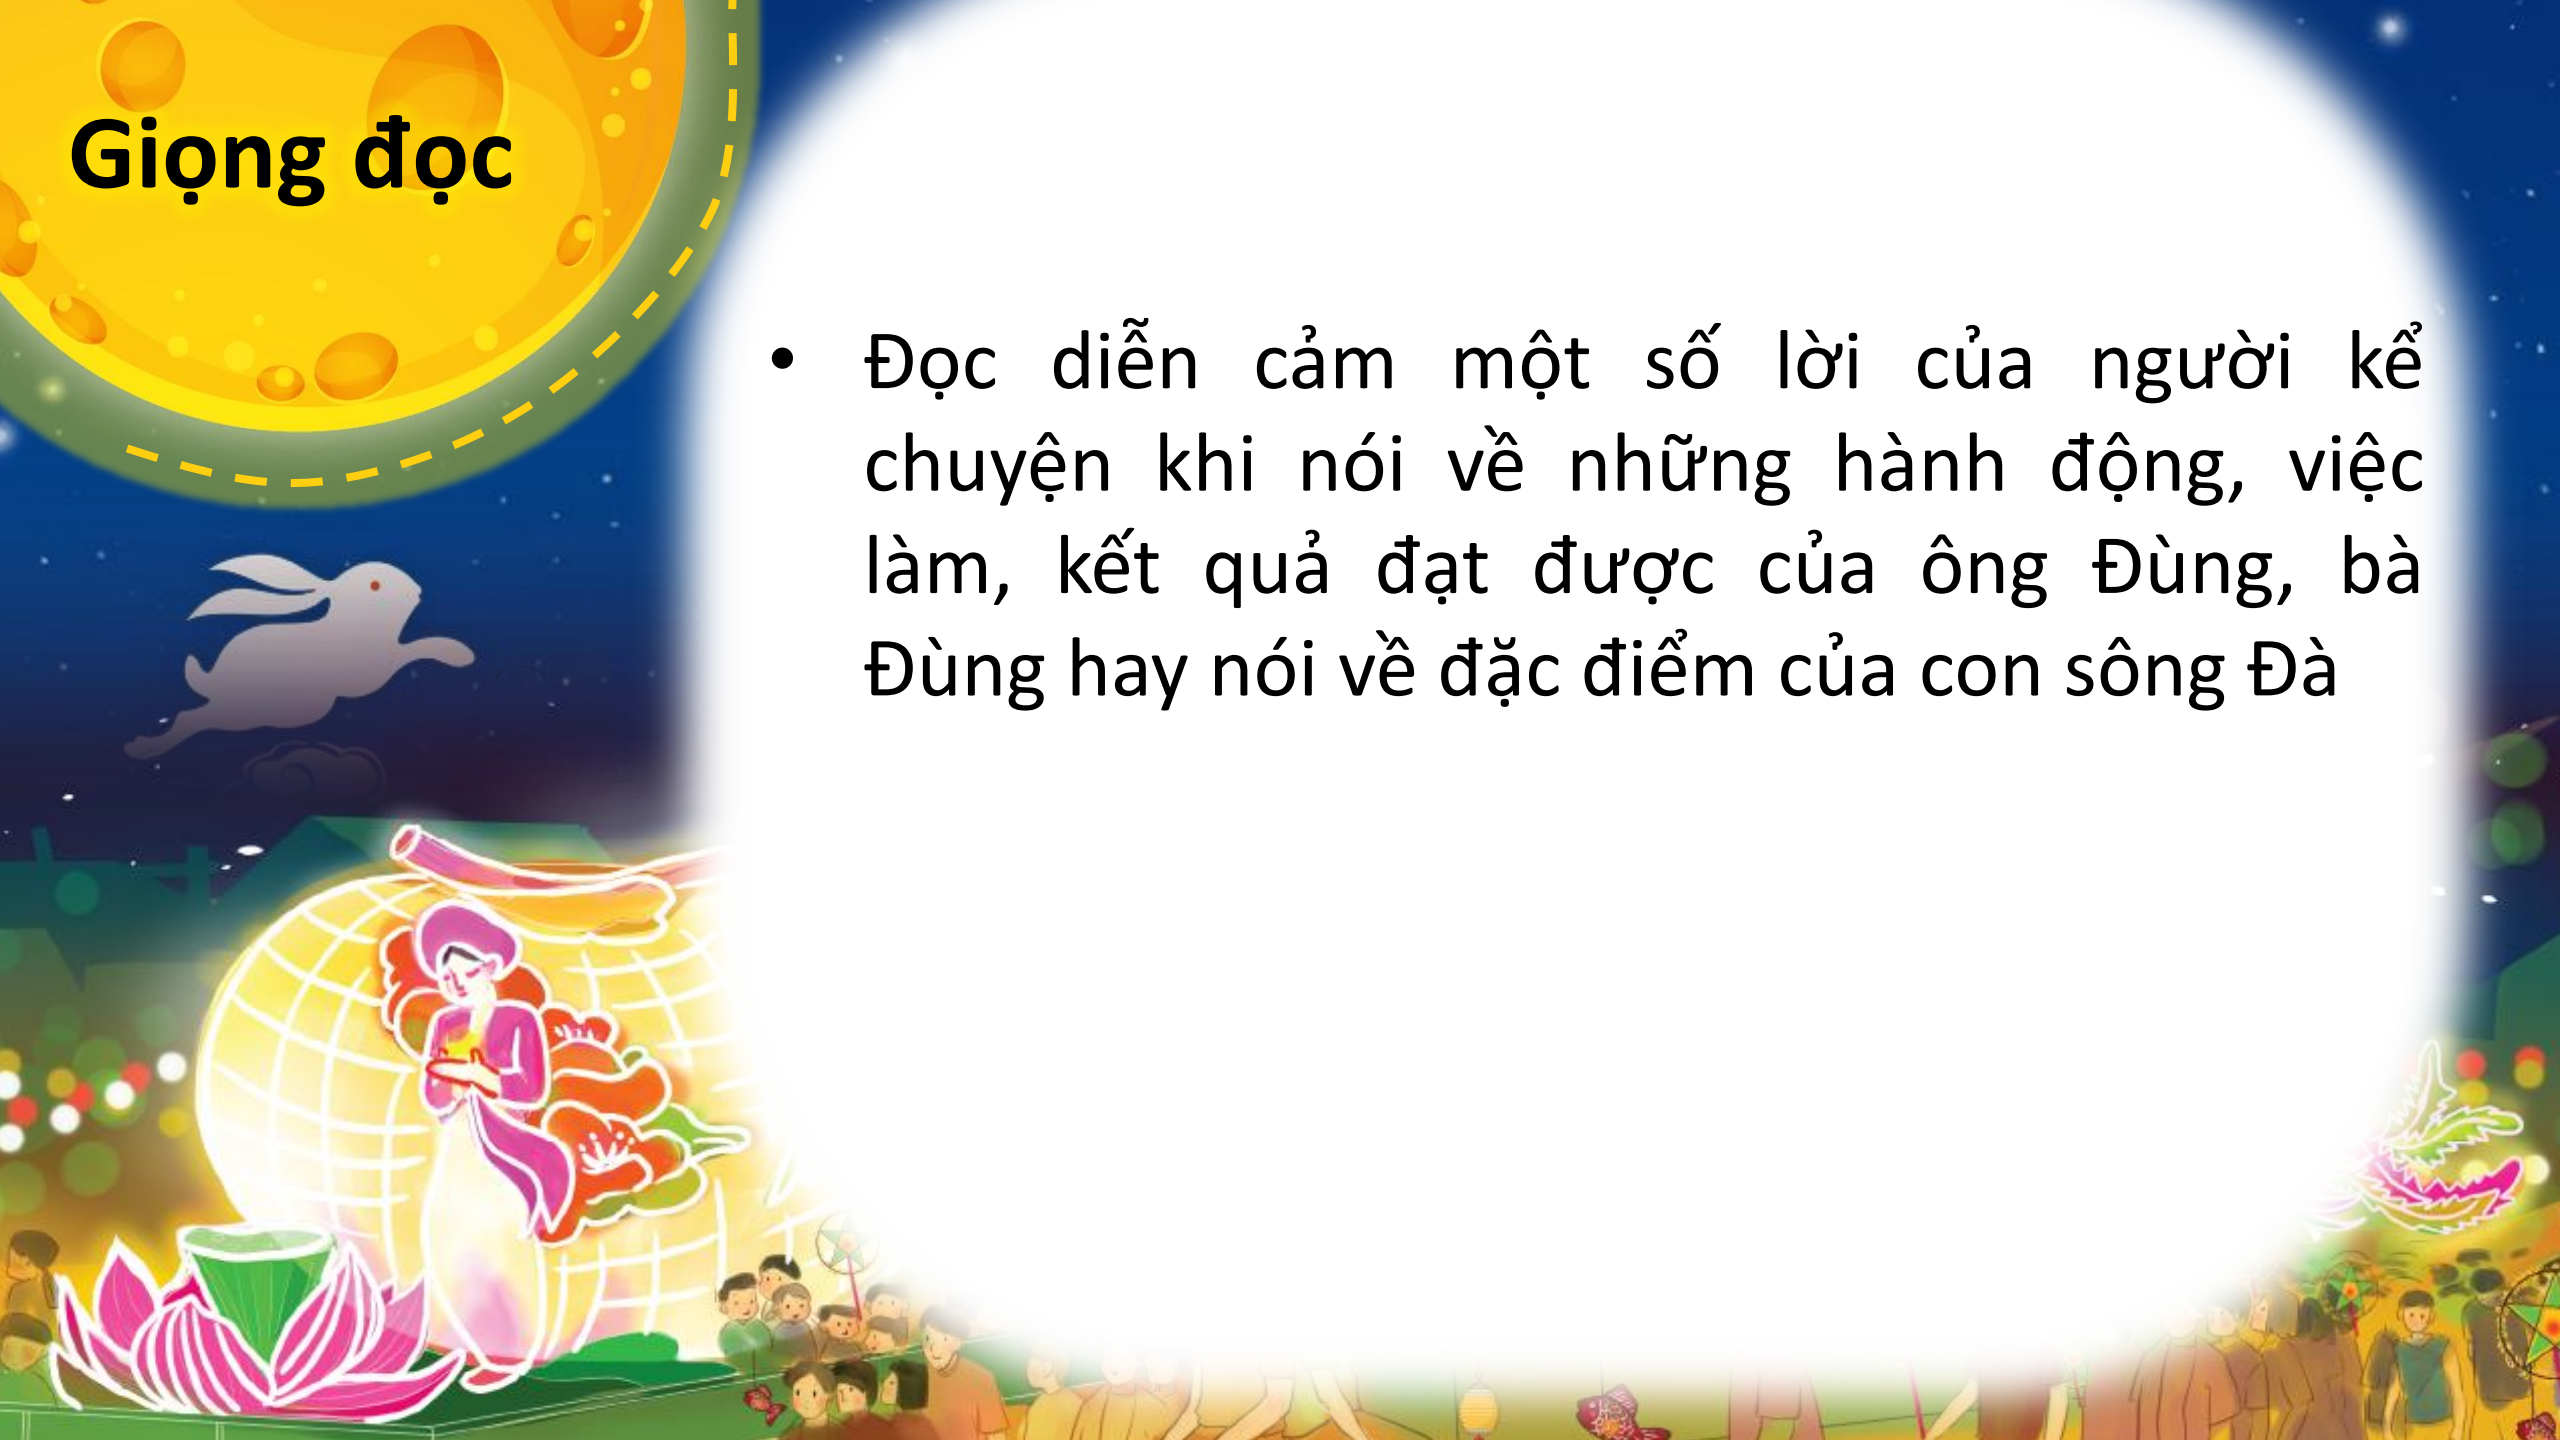 Giọng đọc
• Đọc diễn cảm một số lời của người kể
chuyện khi nói về những hành động, việc
làm, kết quả đạt được của ông Đùng, bà
Đùng hay nói về đặc điểm của con sông Đà